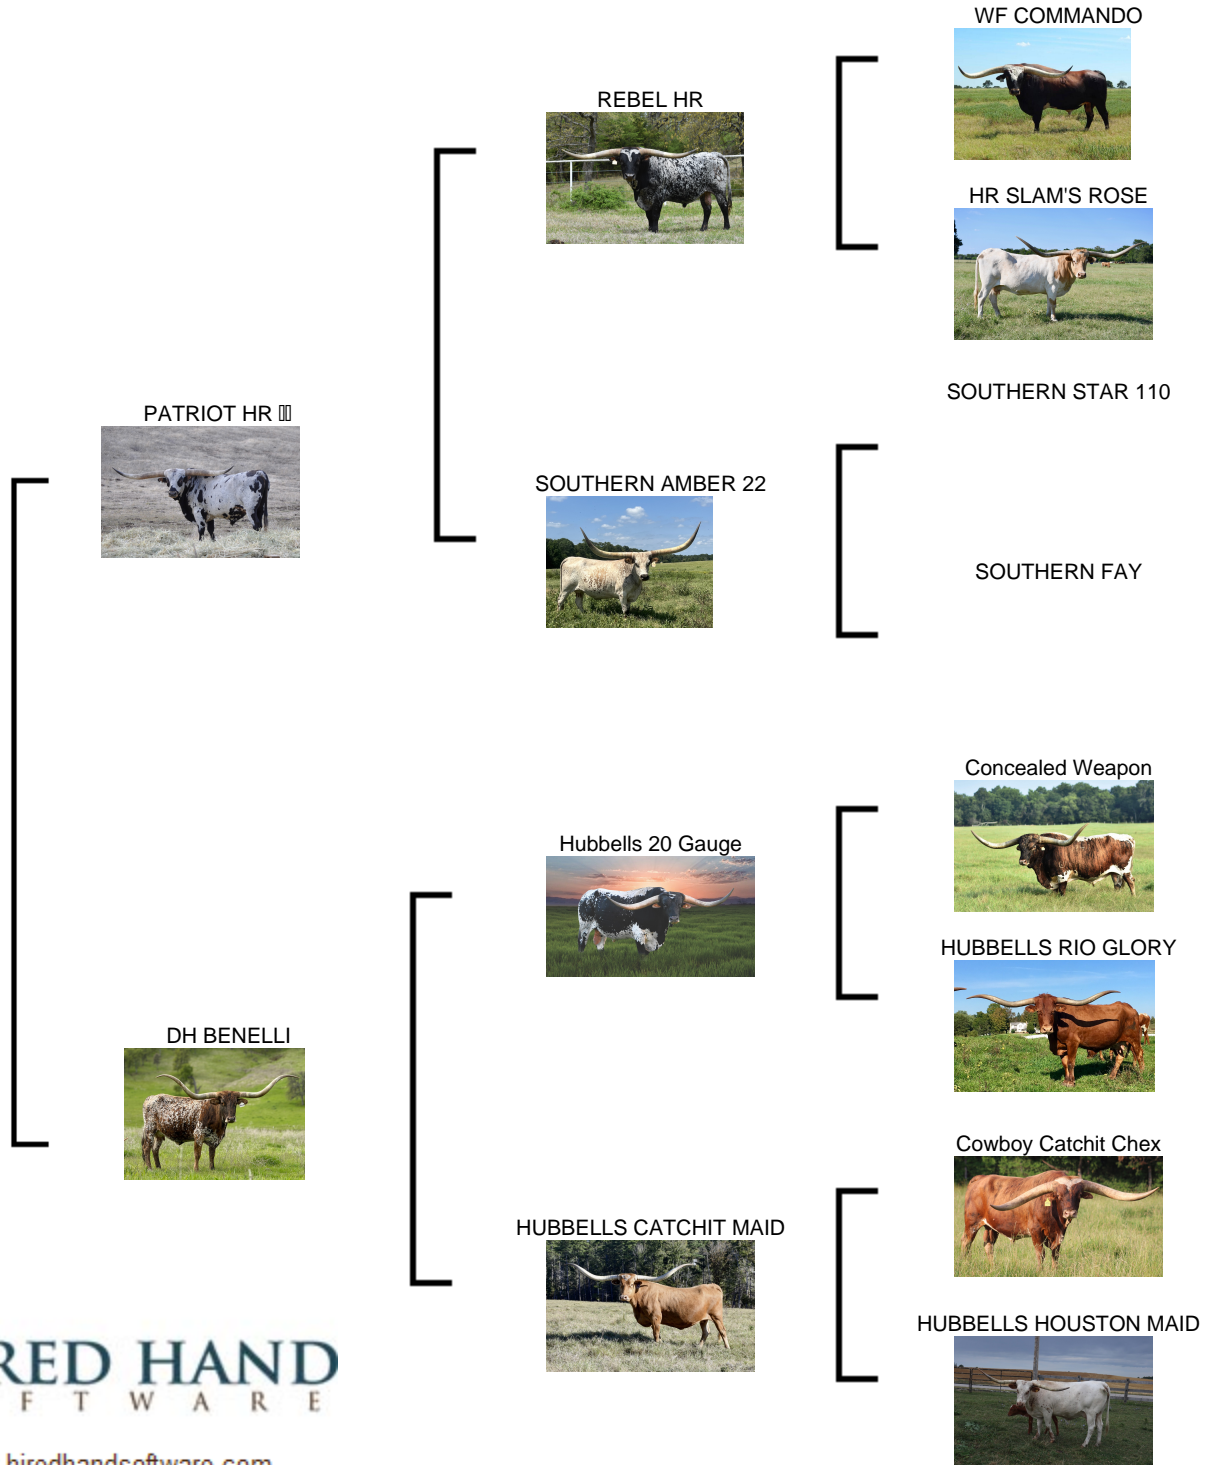 WF COMMANDO
REBEL HR
HR SLAM'S ROSE
SOUTHERN STAR 110
PATRIOT HR
SOUTHERN AMBER 22
SOUTHERN FAY
Concealed Weapon
Hubbells 20 Gauge
HUBBELLS RIO GLORY
DH BENELLI
Cowboy Catchit Chex
HUBBELLS CATCHIT MAID
HUBBELLS HOUSTON MAID
RED HAND
F T W A R E
hiredhandsoftware.com